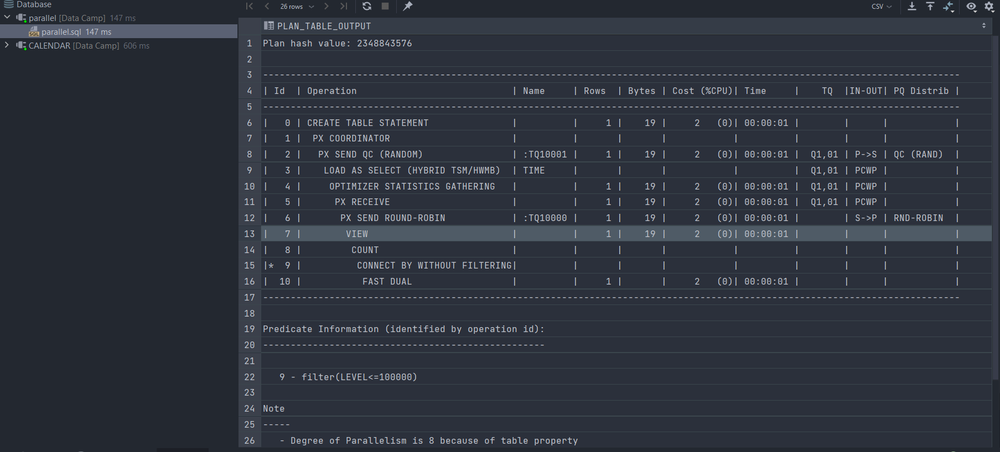 Database
parallel [Data Camp] 147 ms
parallel.sql 147 ms
CALENDAR [Data Camp] 606 ms
26 rows
CSV
PLAN_TABLE_OUTPUT
1 Plan hash value: 2348843576
2
3 ------------------------------------------------------------------------------------------------------------------------------
4 | Id  | Operation                            | Name     | Rows  | Bytes | Cost (%CPU)| Time     |    TQ  |IN-OUT| PQ Distrib |
5 ------------------------------------------------------------------------------------------------------------------------------
6 |   0 | CREATE TABLE STATEMENT               |          |     1 |    19 |     2   (0)| 00:00:01 |        |      |            |
7 |   1 |  PX COORDINATOR                      |          |       |       |            |          |        |      |            |
8 |   2 |   PX SEND QC (RANDOM)                | :TQ10001 |     1 |    19 |     2   (0)| 00:00:01 |  Q1,01 | P->S | QC (RAND)  |
9 |   3 |    LOAD AS SELECT (HYBRID TSM/HWMB)  | TIME     |       |       |            |          |  Q1,01 | PCWP |            |
10 |   4 |     OPTIMIZER STATISTICS GATHERING   |          |     1 |    19 |     2   (0)| 00:00:01 |  Q1,01 | PCWP |            |
11 |   5 |      PX RECEIVE                      |          |     1 |    19 |     2   (0)| 00:00:01 |  Q1,01 | PCWP |            |
12 |   6 |       PX SEND ROUND-ROBIN            | :TQ10000 |     1 |    19 |     2   (0)| 00:00:01 |        | S->P | RND-ROBIN  |
13 |   7 |        VIEW                          |          |     1 |    19 |     2   (0)| 00:00:01 |        |      |            |
14 |   8 |         COUNT                        |          |       |       |            |          |        |      |            |
15 |*  9 |          CONNECT BY WITHOUT FILTERING|          |       |       |            |          |        |      |            |
16 |  10 |           FAST DUAL                  |          |     1 |       |     2   (0)| 00:00:01 |        |      |            |
17 ------------------------------------------------------------------------------------------------------------------------------
18
19 Predicate Information (identified by operation id):
20 ---------------------------------------------------
21
22    9 - filter(LEVEL<=100000)
23
24 Note
25 -----
26    - Degree of Parallelism is 8 because of table property
SQL